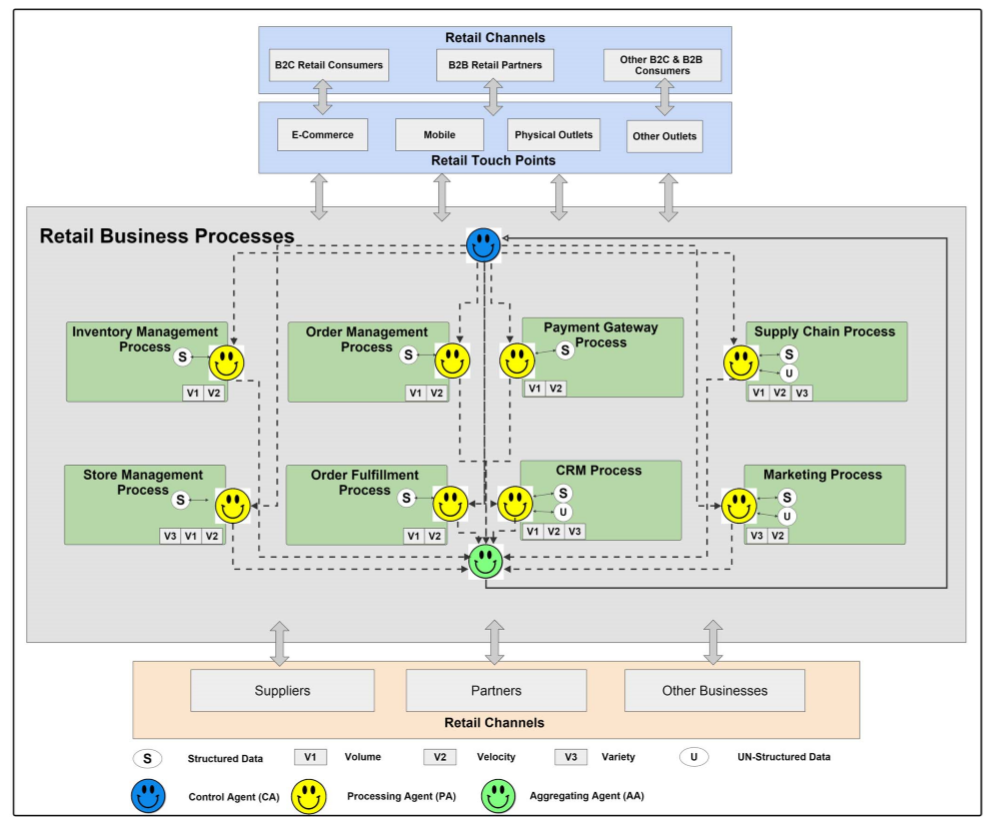 Retail Channels
B2C Retail Consumers
B2B Retail Partners
Other B2C & B2B
Consumers
E-Commerce
Mobile
Physical Outlets
Other Outlets
Retail Touch Points
Retail Business Processes
Inventory Management
Process
S
V1 V2
Order Management
Process
S
V1 V2
Payment Gateway
Process
S
V1 V2
Supply Chain Process
S
U
V1 V2 V3
Store Management
Process
S
V3 V1 V2
Order Fulfillment
Process
S
V1 V2
CRM Process
S
U
V1 V2 V3
Marketing Process
S
U
V3 V2
Suppliers
Partners
Other Businesses
Retail Channels
S Structured Data V1 Volume V2 Velocity V3 Variety U UN-Structured Data
Control Agent (CA) Processing Agent (PA) Aggregating Agent (AA)